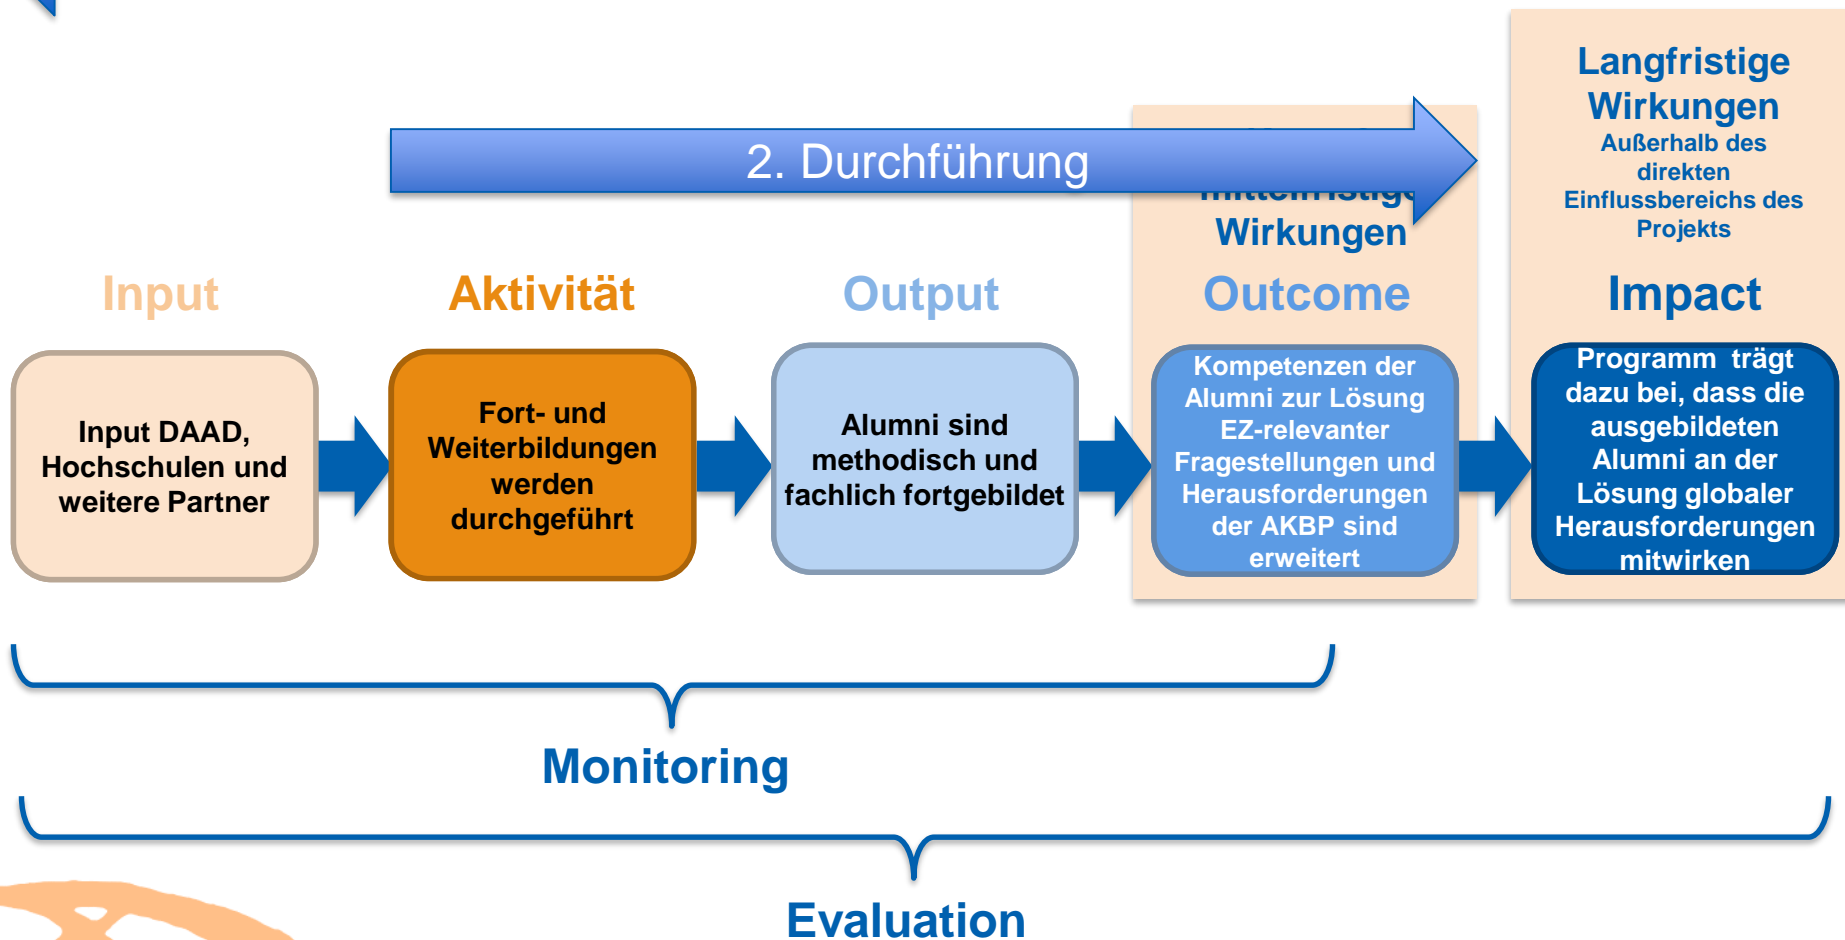 Langfristige
Wirkungen
Außerhalb des
direkten
Einflussbereichs des
Projekts
2. Durchführung
mittelfristige
Wirkungen
Input
Aktivität
Output
Outcome
Impact
Input DAAD,
Hochschulen und
weitere Partner
Fort- und
Weiterbildungen
werden
durchgeführt
Alumni sind
methodisch und
fachlich fortgebildet
Kompetenzen der
Alumni zur Lösung
EZ-relevanter
Fragestellungen und
Herausforderungen
der AKBP sind
erweitert
Programm trägt
dazu bei, dass die
ausgebildeten
Alumni an der
Lösung globaler
Herausforderungen
mitwirken
Monitoring
Evaluation